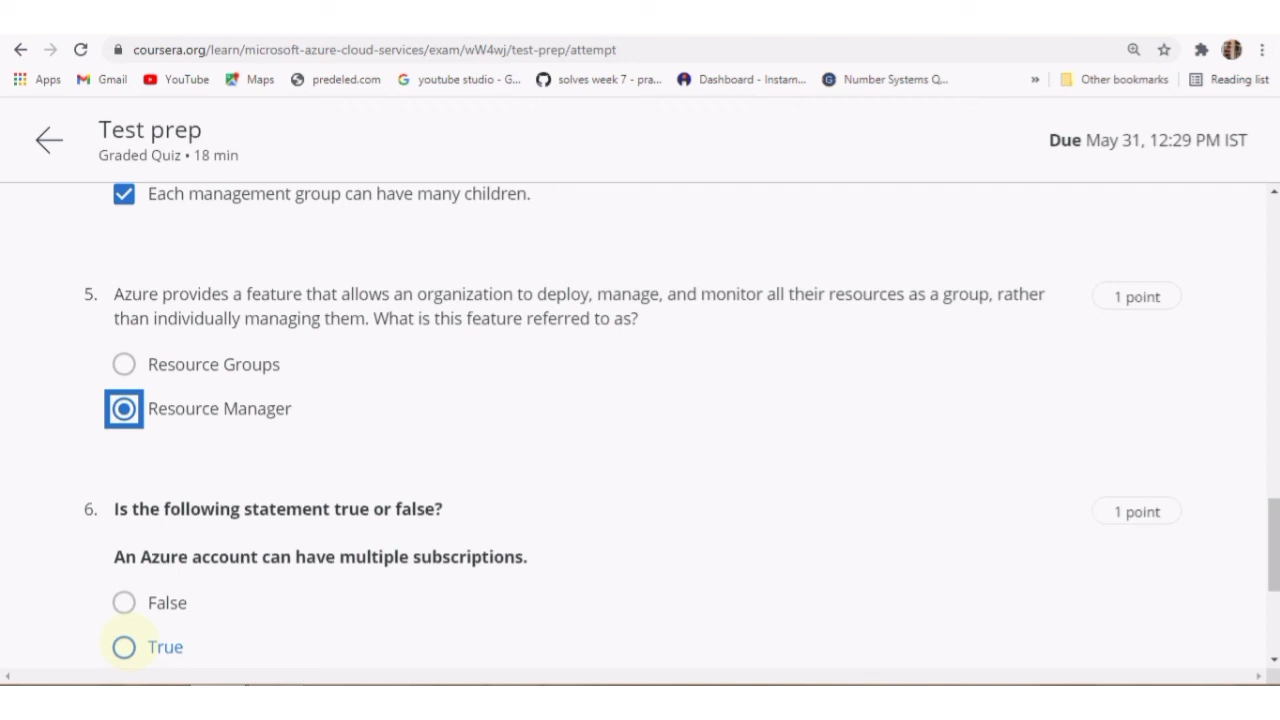 coursera.org/learn/microsoft-azure-cloud-services/exam/wW4wj/test-prep/attempt
Apps Gmail YouTube Maps predeled.com youtube studio - G... solves week 7 - pra... Dashboard - Instam... Number Systems Q... » Other bookmarks Reading list
Test prep
Graded Quiz • 18 min
Due May 31, 12:29 PM IST
Each management group can have many children.
5. Azure provides a feature that allows an organization to deploy, manage, and monitor all their resources as a group, rather
than individually managing them. What is this feature referred to as?
1 point
Resource Groups
Resource Manager
6. Is the following statement true or false?
1 point
An Azure account can have multiple subscriptions.
False
True